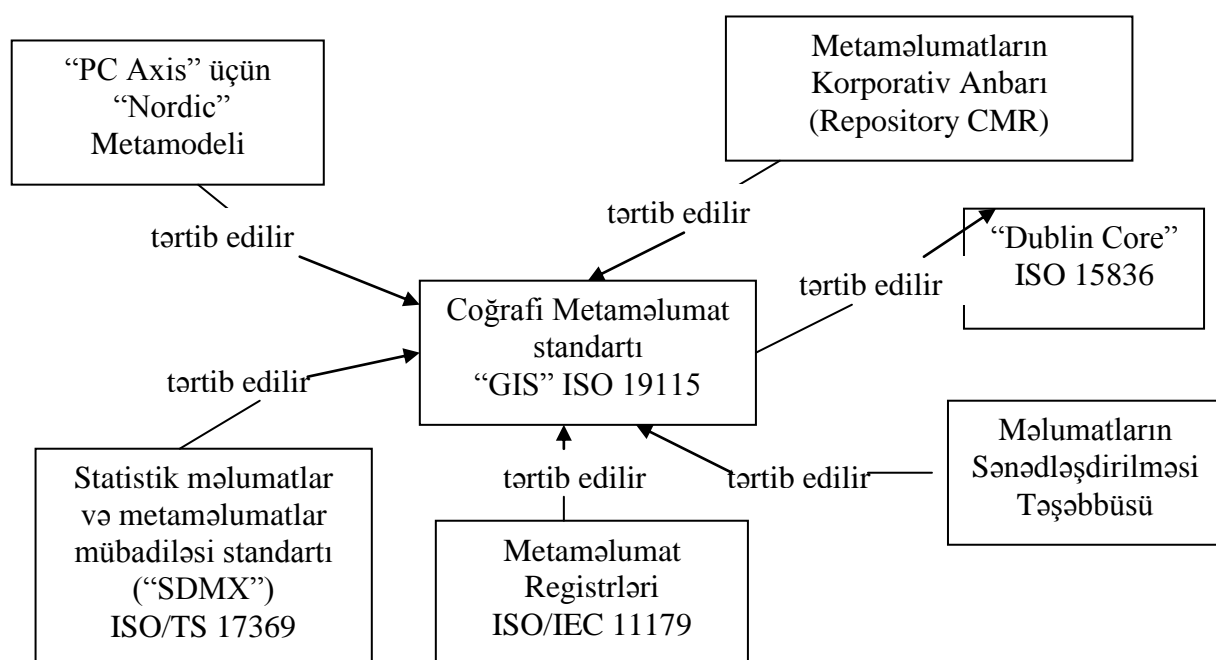 “PC Axis” üçün
“Nordic”
Metamodeli
Metaməlumatların
Korporativ Anbarı
(Repository CMR)
tərtib edilir
tərtib edilir
“Dublin Core”
ISO 15836
tərtib edilir
Coğrafi Metaməlumat
standartı
“GIS” ISO 19115
tərtib edilir
Məlumatların
Sənədləşdirilməsi
Təşəbbüsü
tərtib edilir
tərtib edilir
Statistik məlumatlar
və metaməlumatlar
mübadiləsi standartı
(“SDMX”)
ISO/TS 17369
Metaməlumat
Registrləri
ISO/IEC 11179